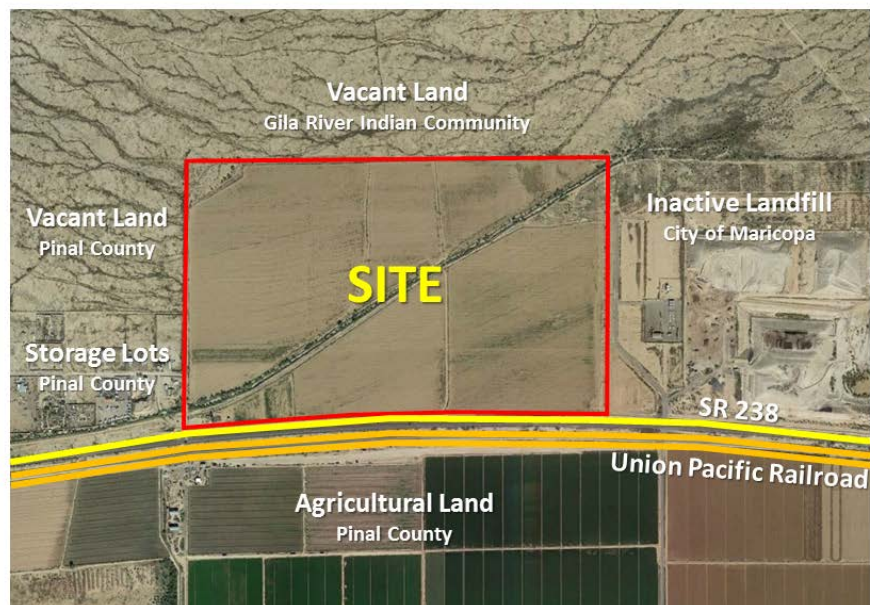 Vacant Land
Gila River Indian Community
Vacant Land
Pinal County
Inactive Landfill
City of Maricopa
SITE
Storage Lots
Pinal County
SR 238
Union Pacific Railroad
Agricultural Land
Pinal County